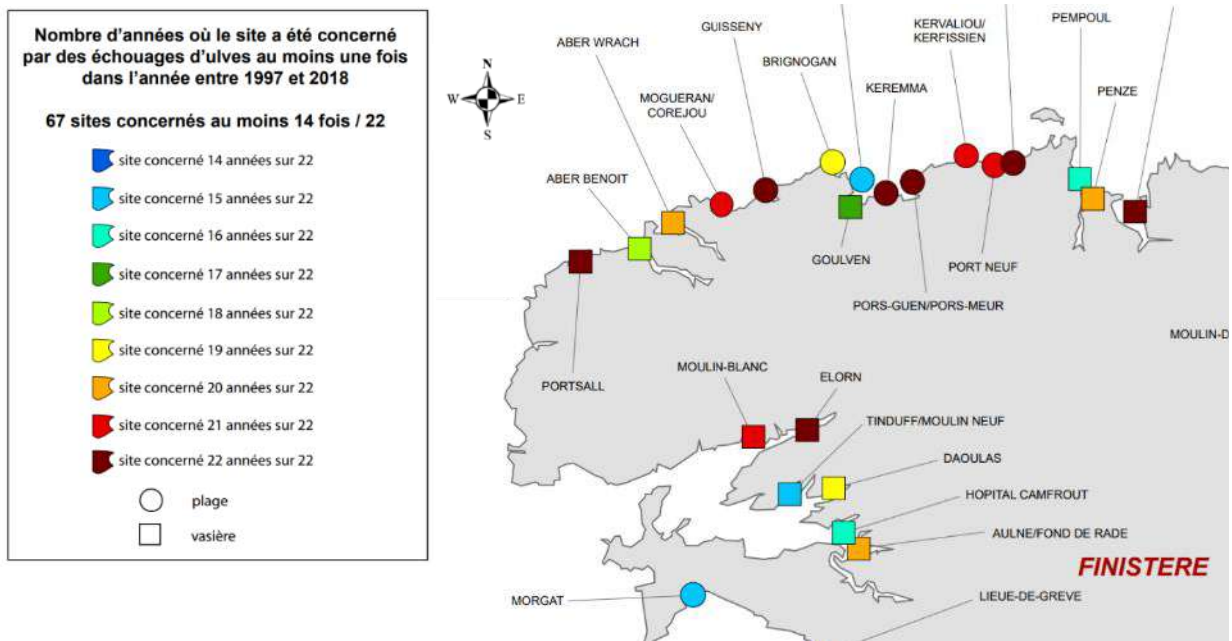 Nombre d'années où le site a été concerné
par des échouages d'ulves au moins une fois
dans l'année entre 1997 et 2018
67 sites concernés au moins 14 fois / 22
site concerné 14 années sur 22
site concerné 15 années sur 22
site concerné 16 années sur 22
site concerné 17 années sur 22
site concerné 18 années sur 22
site concerné 19 années sur 22
site concerné 20 années sur 22
site concerné 21 années sur 22
site concerné 22 années sur 22
plage
vasière
N
W E
S
ABER WRACH
GUISSENY
BRIGNOGAN
KERVALIOU/
KERFISSIEN
PEMPOUL
MOGUERAN/
COREJOU
KEREMMA
PENZE
ABER BENOIT
GOULVEN
PORT NEUF
PORS-GUEN/PORS-MEUR
MOULIN-D
PORTSALL
MOULIN-BLANC
ELORN
TINDUFF/MOULIN NEUF
DAOULAS
HOPITAL CAMFROUT
AULNE/FOND DE RADE
FINISTERE
MORGAT
LIEUE-DE-GREVE